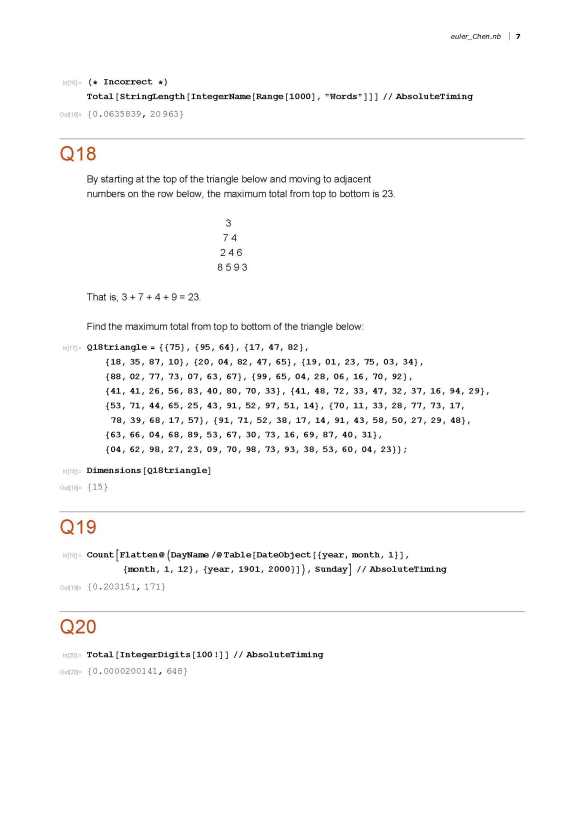 euler_Chen.nb | 7
In[16]:= (* Incorrect *)
Total[StringLength[IntegerName[Range[1000], "Words"]]] // AbsoluteTiming
Out[16]= {0.0635839, 20963}
Q18
By starting at the top of the triangle below and moving to adjacent
numbers on the row below, the maximum total from top to bottom is 23.
3
7 4
2 4 6
8 5 9 3
That is, 3 + 7 + 4 + 9 = 23.
Find the maximum total from top to bottom of the triangle below:
In[17]:= Q18triangle = {{75}, {95, 64}, {17, 47, 82},
{18, 35, 87, 10}, {20, 04, 82, 47, 65}, {19, 01, 23, 75, 03, 34},
{88, 02, 77, 73, 07, 63, 67}, {99, 65, 04, 28, 06, 16, 70, 92},
{41, 41, 26, 56, 83, 40, 80, 70, 33}, {41, 48, 72, 33, 47, 32, 37, 16, 94, 29},
{53, 71, 44, 65, 25, 43, 91, 52, 97, 51, 14}, {70, 11, 33, 28, 77, 73, 17,
78, 39, 68, 17, 57}, {91, 71, 52, 38, 17, 14, 91, 43, 58, 50, 27, 29, 48},
{63, 66, 04, 68, 89, 53, 67, 30, 73, 16, 69, 87, 40, 31},
{04, 62, 98, 27, 23, 09, 70, 98, 73, 93, 38, 53, 60, 04, 23}};
In[18]:= Dimensions[Q18triangle]
Out[18]= {15}
Q19
In[19]:= Count[Flatten@(DayName /@ Table[DateObject[{year, month, 1}],
{month, 1, 12}, {year, 1901, 2000}]), Sunday] // AbsoluteTiming
Out[19]= {0.203151, 171}
Q20
In[20]:= Total[IntegerDigits[100!]] // AbsoluteTiming
Out[20]= {0.0000200141, 648}